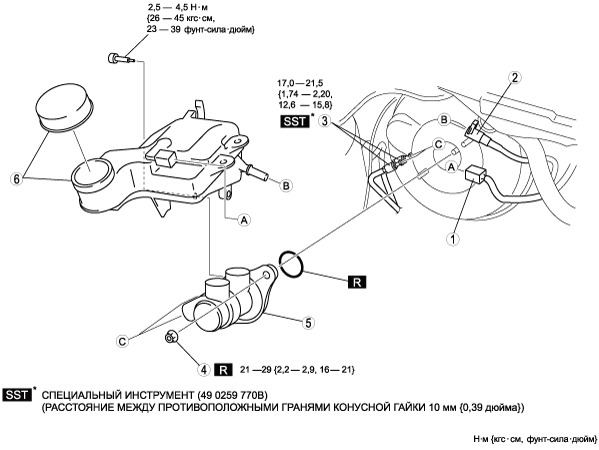 2,5 — 4,5 Н·м
{26 — 45 кгс·см,
23 — 39 фунт-сила·дюйм}
17,0—21,5
{1,74 — 2,20,
12,6 — 15,8}
SST *
3
2
B
C
A
1
6
B
A
R
5
C
4 R 21 —29 {2,2— 2,9, 16— 21}
SST * СПЕЦИАЛЬНЫЙ ИНСТРУМЕНТ (49 0259 770В)
(РАССТОЯНИЕ МЕЖДУ ПРОТИВОПОЛОЖНЫМИ ГРАНЯМИ КОНУСНОЙ ГАЙКИ 10 мм {0,39 дюйма})
Н·м {кгс·см, фунт-сила·дюйм}